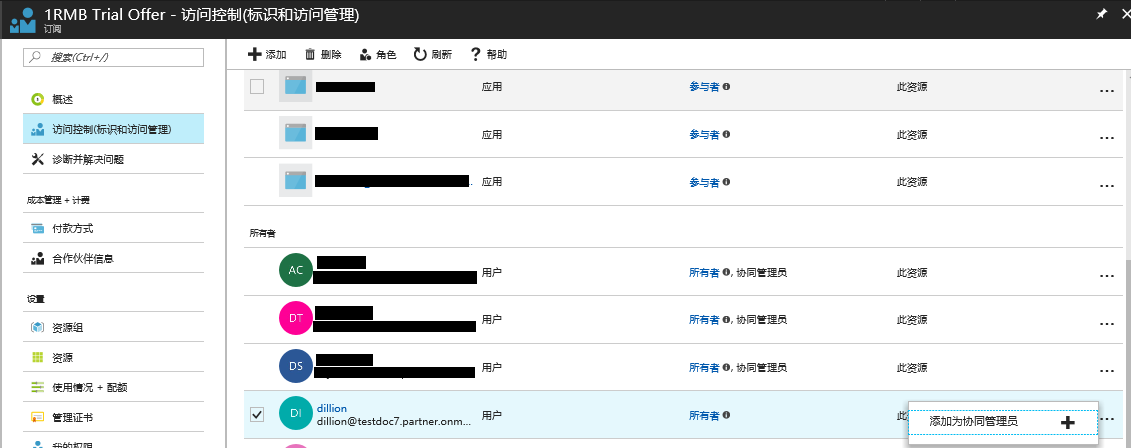 1RMB Trial Offer - 访问控制(标识和访问管理)
订阅
搜索(Ctrl+/)
概述
访问控制(标识和访问管理)
诊断并解决问题
成本管理 + 计费
付款方式
合作伙伴信息
设置
资源组
资源
使用情况 + 配额
管理证书
我的权限
添加 删除 角色 刷新 帮助
应用 参与者 此资源 ...
应用 参与者 此资源 ...
.. 应用 参与者 此资源 ...
所有者
AC 用户 所有者 , 协同管理员 此资源 ...
DT 用户 所有者 , 协同管理员 此资源 ...
DS 用户 所有者 , 协同管理员 此资源 ...
DI dillion
dillion@testdoc7.partner.onm... 用户 所有者
添加为协同管理员